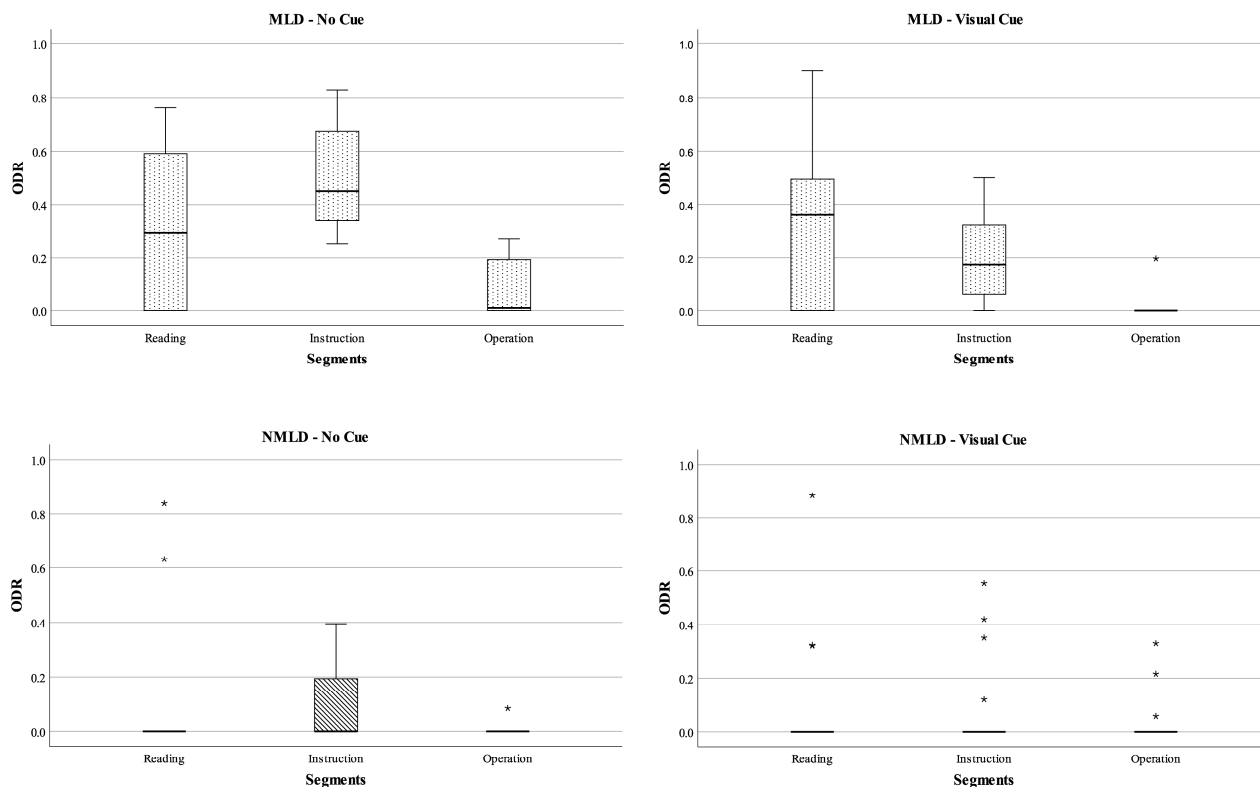 MLD - No Cue
1.0
0.8
0.6
0.4
0.2
0.0
ODR
Reading Instruction Operation
Segments
MLD - Visual Cue
1.0
0.8
0.6
0.4
0.2
0.0
ODR
Reading Instruction Operation
Segments
NMLD - No Cue
1.0
0.8
0.6
0.4
0.2
0.0
ODR
Reading Instruction Operation
Segments
NMLD - Visual Cue
1.0
0.8
0.6
0.4
0.2
0.0
ODR
Reading Instruction Operation
Segments